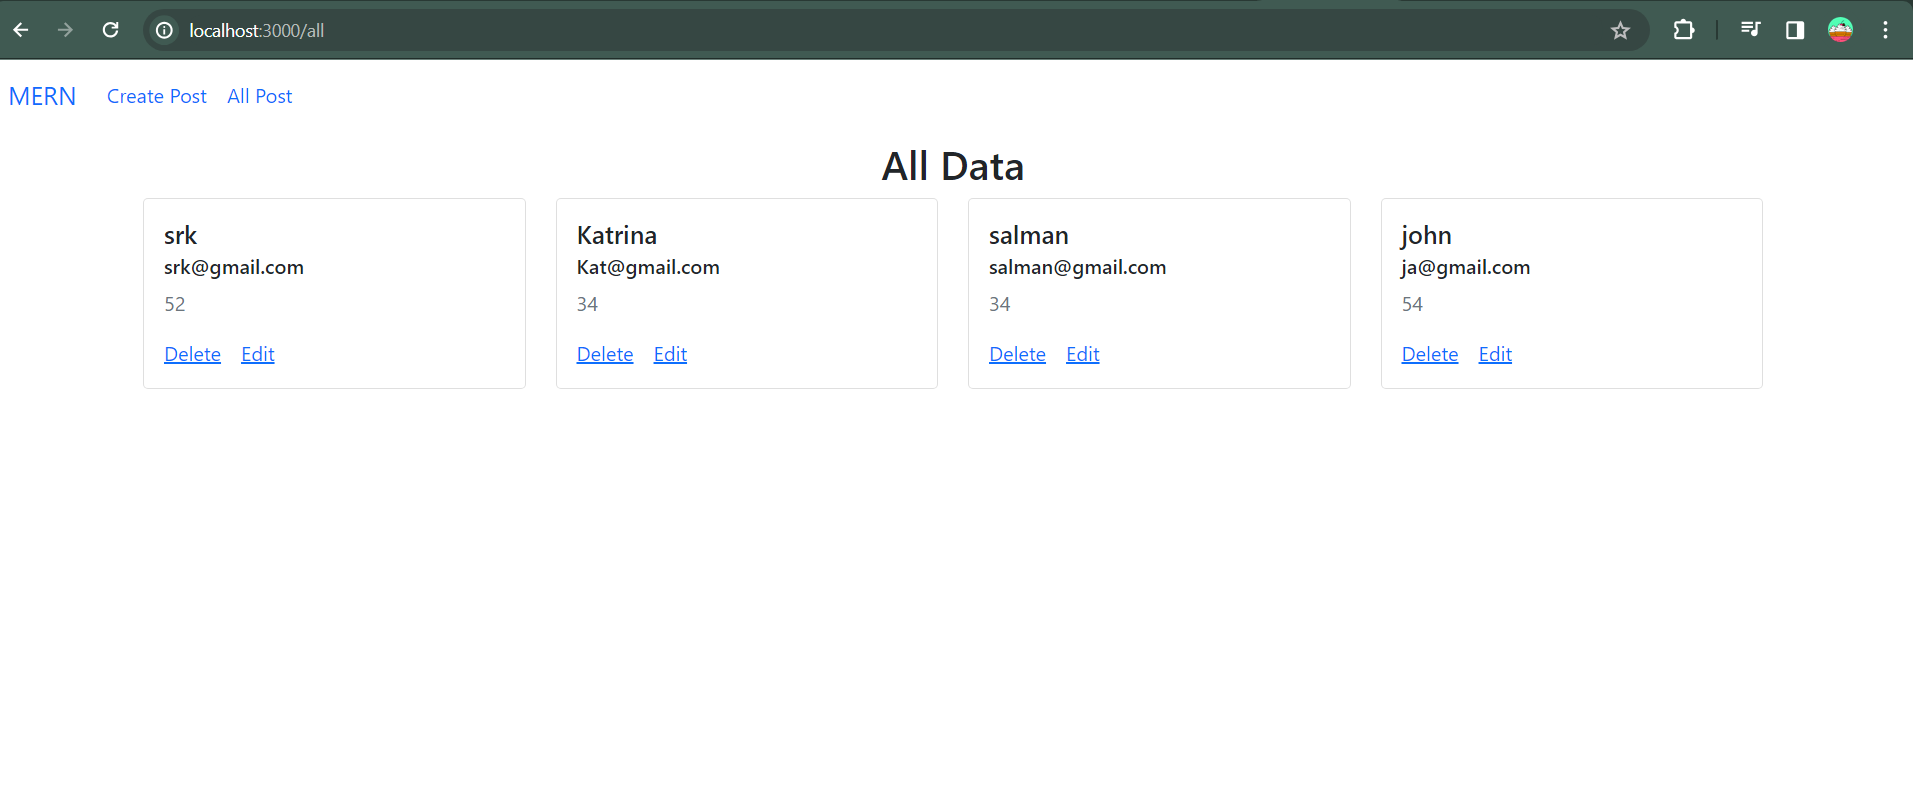 localhost:3000/all
MERN Create Post All Post
All Data
srk
srk@gmail.com
52
Delete Edit
Katrina
Kat@gmail.com
34
Delete Edit
salman
salman@gmail.com
34
Delete Edit
john
ja@gmail.com
54
Delete Edit